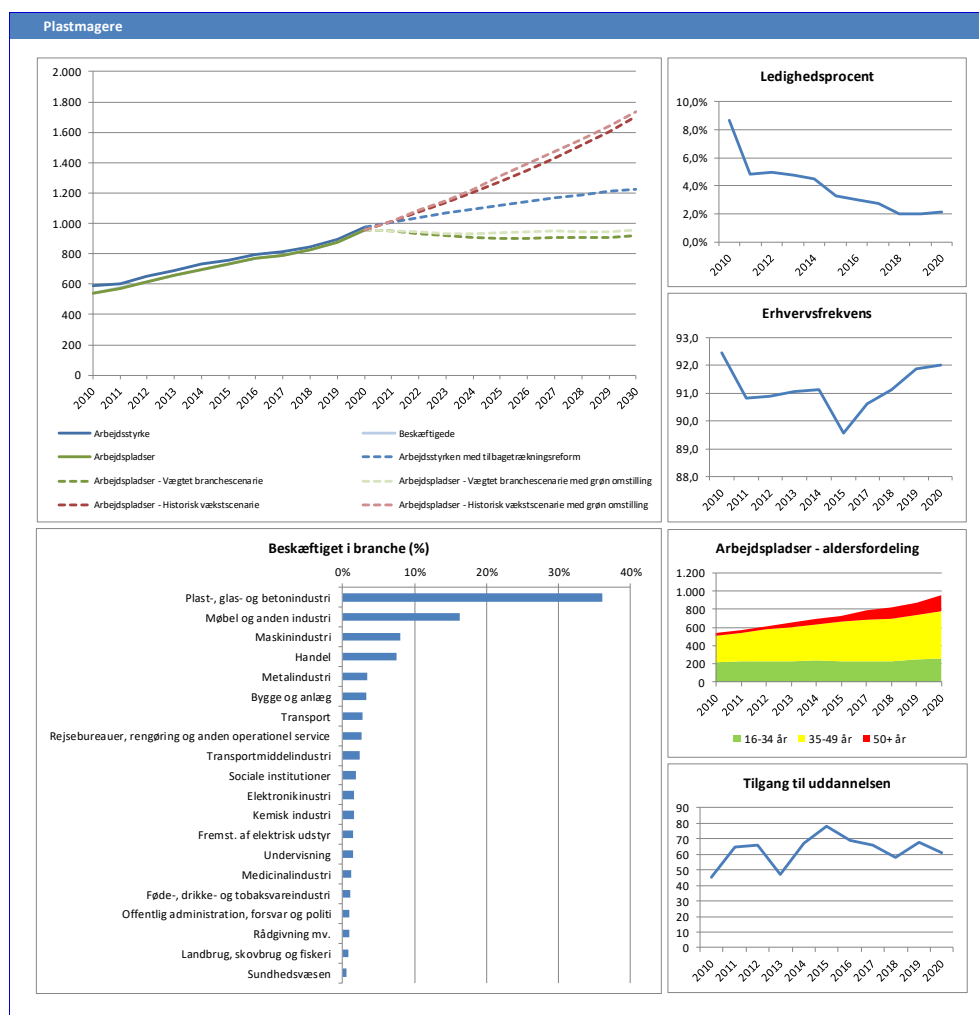 Plastmagere
2.000
1.800
1.600
1.400
1.200
1.000
800
600
400
200
0
2010 2011 2012 2013 2014 2015 2016 2017 2018 2019 2020 2021 2022 2023 2024 2025 2026 2027 2028 2029 2030
Arbejdsstyrke Beskæftigede
Arbejdspladser Arbejdsstyrken med tilbagetrækningsreform
Arbejdspladser - Vægtet branchescenarie Arbejdspladser - Vægtet branchescenarie med grøn omstilling
Arbejdspladser - Historisk vækstscenarie Arbejdspladser - Historisk vækstscenarie med grøn omstilling
Ledighedsprocent
10,0%
8,0%
6,0%
4,0%
2,0%
0,0%
2010 2012 2014 2016 2018 2020
Erhvervsfrekvens
93,0
92,0
91,0
90,0
89,0
88,0
2010 2011 2012 2013 2014 2015 2016 2017 2018 2019 2020
Beskæftiget i branche (%)
0% 10% 20% 30% 40%
Plast-, glas- og betonindustri
Møbel og anden industri
Maskinindustri
Handel
Metalindustri
Bygge og anlæg
Transport
Rejsebureauer, rengøring og anden operationel service
Transportmiddelindustri
Sociale institutioner
Elektronikinustri
Kemisk industri
Fremst. af elektrisk udstyr
Undervisning
Medicinalindustri
Føde-, drikke- og tobaksvareindustri
Offentlig administration, forsvar og politi
Rådgivning mv.
Landbrug, skovbrug og fiskeri
Sundhedsvæsen
Arbejdspladser - aldersfordeling
1.200
1.000
800
600
400
200
0
2010 2011 2012 2013 2014 2015 2016 2017 2018 2019 2020
16-34 år 35-49 år 50+ år
Tilgang til uddannelsen
90
80
70
60
50
40
30
20
10
0
2010 2011 2012 2013 2014 2015 2016 2017 2018 2019 2020